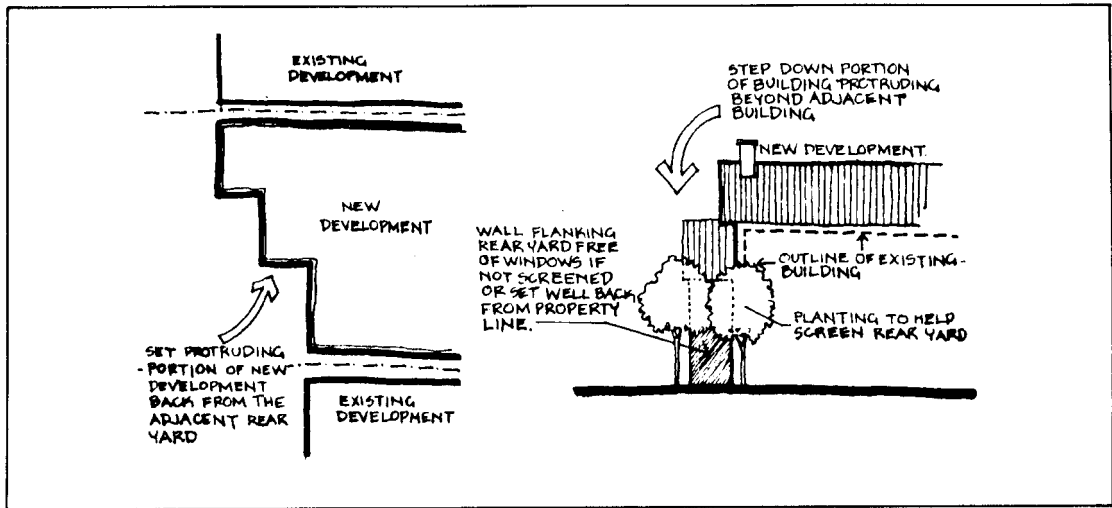 EXISTING
DEVELOPMENT
NEW
DEVELOPMENT
SET PROTRUDING
PORTION OF NEW
DEVELOPMENT
BACK FROM THE
ADJACENT REAR
YARD
EXISTING
DEVELOPMENT
STEP DOWN PORTION
OF BUILDING PROTRUDING
BEYOND ADJACENT
BUILDING
NEW DEVELOPMENT.
WALL FLANKING
REAR YARD FREE
OF WINDOWS IF
NOT SCREENED
OR SET WELL BACK
FROM PROPERTY
LINE.
OUTLINE OF EXISTING
BUILDING
PLANTING TO HELD
SCREEN REAR YARD